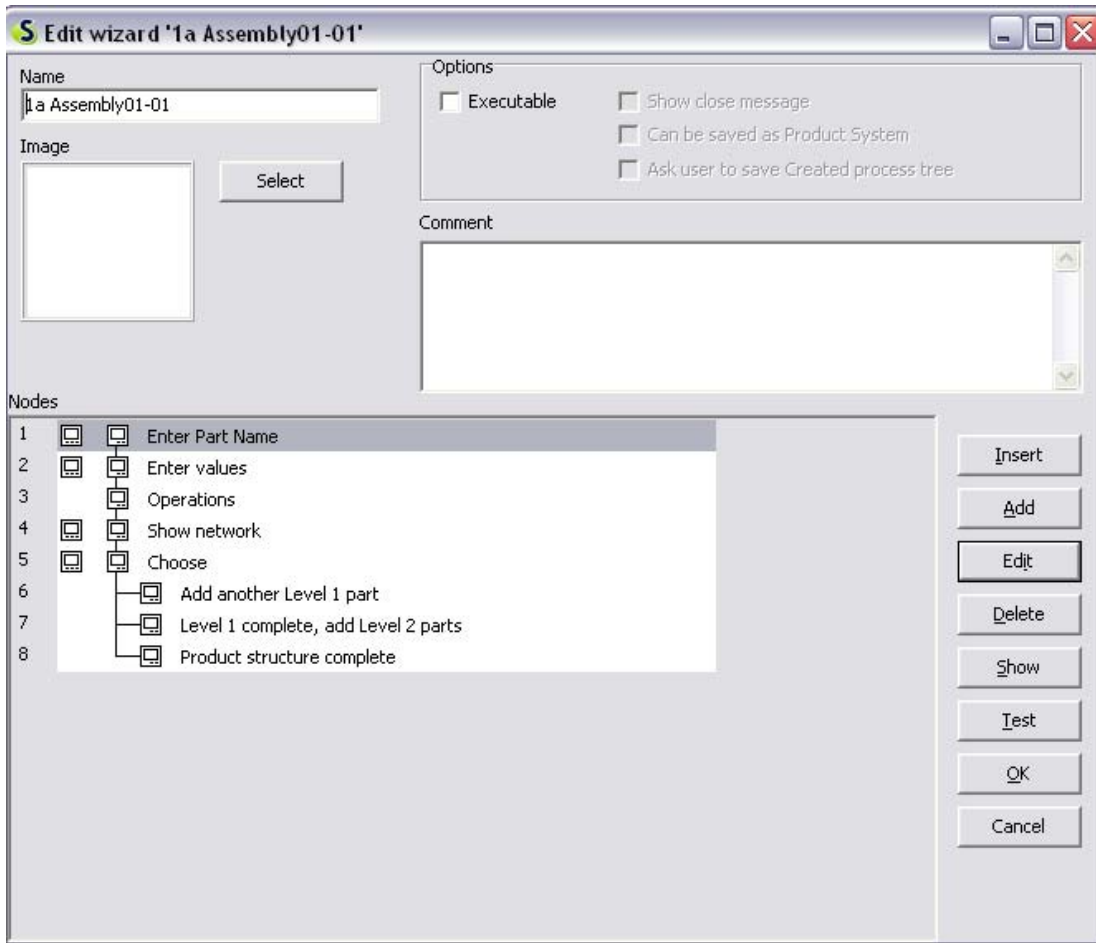 S Edit wizard '1a Assembly01-01'
Name
1a Assembly01-01
Image
Select
Options
Executable
Show close message
Can be saved as Product System
Ask user to save Created process tree
Comment
Nodes
1 Enter Part Name
2 Enter values
3 Operations
4 Show network
5 Choose
6 Add another Level 1 part
7 Level 1 complete, add Level 2 parts
8 Product structure complete
Insert
Add
Edit
Delete
Show
Test
OK
Cancel